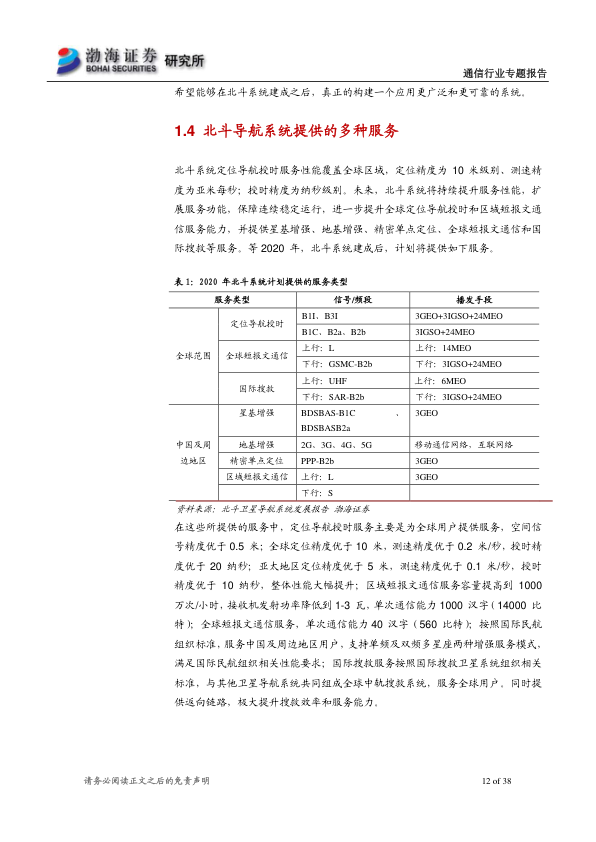 渤海证券 研究所
BOHAI SECURITIES
通信行业专题报告
希望能够在北斗系统建成之后，真正的构建一个应用更广泛和更可靠的系统。
1.4 北斗导航系统提供的多种服务
北斗系统定位导航授时服务性能覆盖全球区域，定位精度为 10 米级别、测速精
度为亚米每秒；授时精度为纳秒级别。未来，北斗系统将持续提升服务性能，扩
展服务功能，保障连续稳定运行，进一步提升全球定位导航授时和区域短报文通
信服务能力，并提供星基增强、地基增强、精密单点定位、全球短报文通信和国
际搜救等服务。等 2020 年，北斗系统建成后，计划将提供如下服务。
表 1：2020 年北斗系统计划提供的服务类型
服务类型 信号/频段 播发手段
全球范围 定位导航授时 B1I、B3I 3GEO+3IGSO+24MEO
B1C、B2a、B2b 3IGSO+24MEO
全球短报文通信 上行：L 上行：14MEO
下行：GSMC-B2b 下行：3IGSO+24MEO
国际搜救 上行：UHF 上行：6MEO
下行：SAR-B2b 下行：3IGSO+24MEO
中国及周
边地区
星基增强 BDSBAS-B1C 、 3GEO
BDSBASB2a
地基增强 2G、3G、4G、5G 移动通信网络、互联网络
精密单点定位 PPP-B2b 3GEO
区域短报文通信 上行：L 3GEO
下行：S
资料来源：北斗卫星导航系统发展报告 渤海证券
在这些所提供的服务中，定位导航授时服务主要是为全球用户提供服务，空间信
号精度优于 0.5 米；全球定位精度优于 10 米，测速精度优于 0.2 米/秒，授时精
度优于 20 纳秒；亚太地区定位精度优于 5 米，测速精度优于 0.1 米/秒，授时
精度优于 10 纳秒，整体性能大幅提升；区域短报文通信服务容量提高到 1000
万次/小时，接收机发射功率降低到 1-3 瓦，单次通信能力 1000 汉字（14000 比
特）；全球短报文通信服务，单次通信能力 40 汉字（560 比特）；按照国际民航
组织标准，服务中国及周边地区用户，支持单频及双频多星座两种增强服务模式，
满足国际民航组织相关性能要求；国际搜救服务按照国际搜救卫星系统组织相关
标准，与其他卫星导航系统共同组成全球中轨搜救系统，服务全球用户。同时提
供返向链路，极大提升搜救效率和服务能力。
请务必阅读正文之后的免责声明 12 of 38